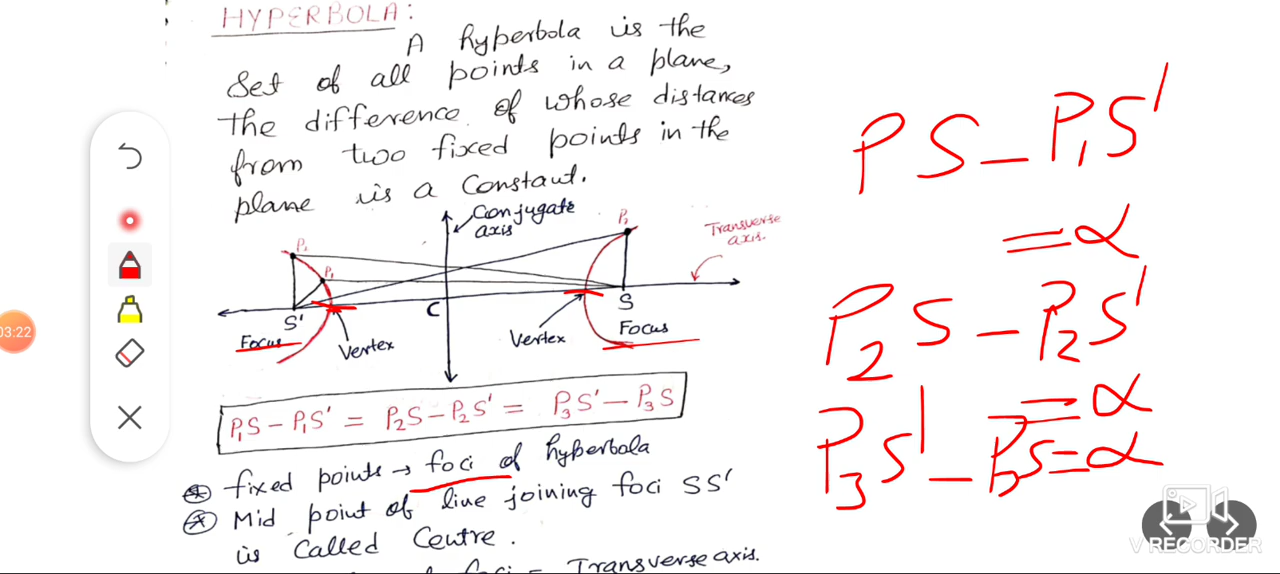 HYPERBOLA:
A hyperbola is the
set of all points in a plane,
the difference of whose distances
from two fixed points in the
plane is a Constant.
Conjugate
axis
Transverse
axis.
P₁
S'
C
S
Focus
Vertex
Vertex
Focus
P₁S - P₁S' = P₂S - P₂S' = P₃S' - P₃S
* fixed points → foci of hyperbola
* Mid point of line joining foci SS'
is called Centre.
Transverse axis.
PS - P₁S'
= α
P₂S - P₂S'
= α
P₃S' - P₃S = α
03:22
V RECORDER